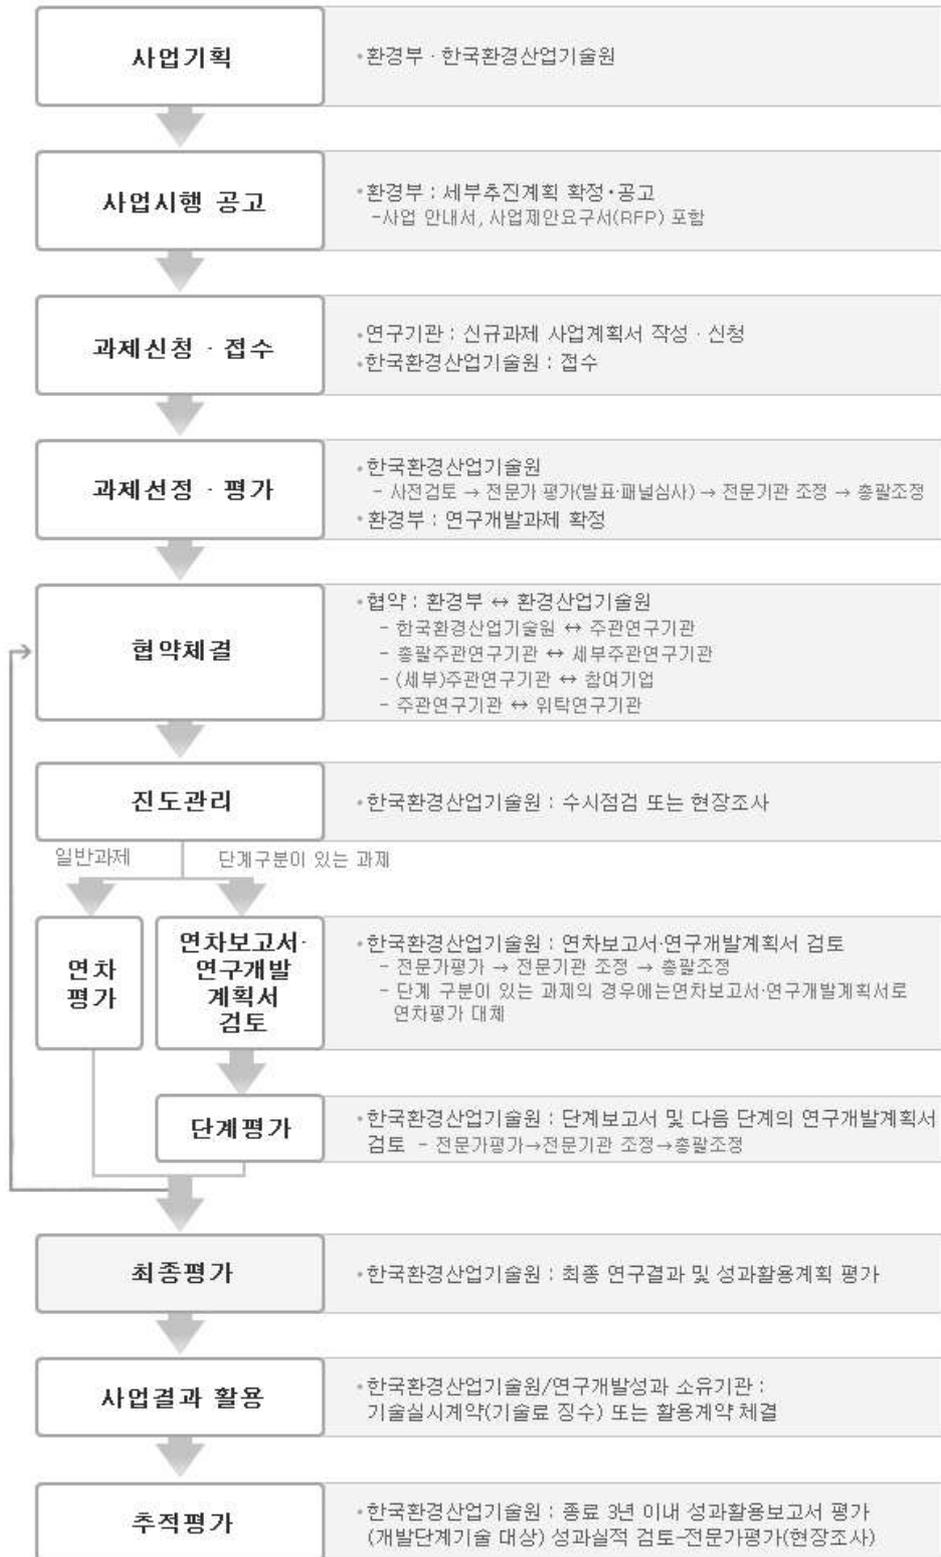 사업기획
•환경부 · 한국환경산업기술원
사업시행 공고
•환경부 : 세부추진계획 확정•공고
-사업 안내서, 사업제안요구서(RFP) 포함
과제신청 · 접수
•연구기관 : 신규과제 사업계획서 작성 · 신청
•한국환경산업기술원 : 접수
과제선정 · 평가
•한국환경산업기술원
- 사전검토 → 전문가 평가(발표·패널심사) → 전문기관 조정 → 총괄조정
•환경부 : 연구개발과제 확정
협약체결
•협약 : 환경부 ↔ 환경산업기술원
- 한국환경산업기술원 ↔ 주관연구기관
- 총괄주관연구기관 ↔ 세부주관연구기관
- (세부)주관연구기관 ↔ 참여기업
- 주관연구기관 ↔ 위탁연구기관
진도관리
•한국환경산업기술원 : 수시점검 또는 현장조사
일반과제
단계구분이 있는 과제
연차
평가
연차보고서·
연구개발
계획서
검토
•한국환경산업기술원 : 연차보고서·연구개발계획서 검토
- 전문가평가 → 전문기관 조정 → 총괄조정
- 단계 구분이 있는 과제의 경우에는연차보고서·연구개발계획서로
연차평가 대체
단계평가
•한국환경산업기술원 : 단계보고서 및 다음 단계의 연구개발계획서
검토 - 전문가평가→전문기관 조정→총괄조정
최종평가
•한국환경산업기술원 : 최종 연구결과 및 성과활용계획 평가
사업결과 활용
•한국환경산업기술원/연구개발성과 소유기관 :
기술실시계약(기술료 징수) 또는 활용계약 체결
추적평가
•한국환경산업기술원 : 종료 3년 이내 성과활용보고서 평가
(개발단계기술 대상) 성과실적 검토-전문가평가(현장조사)